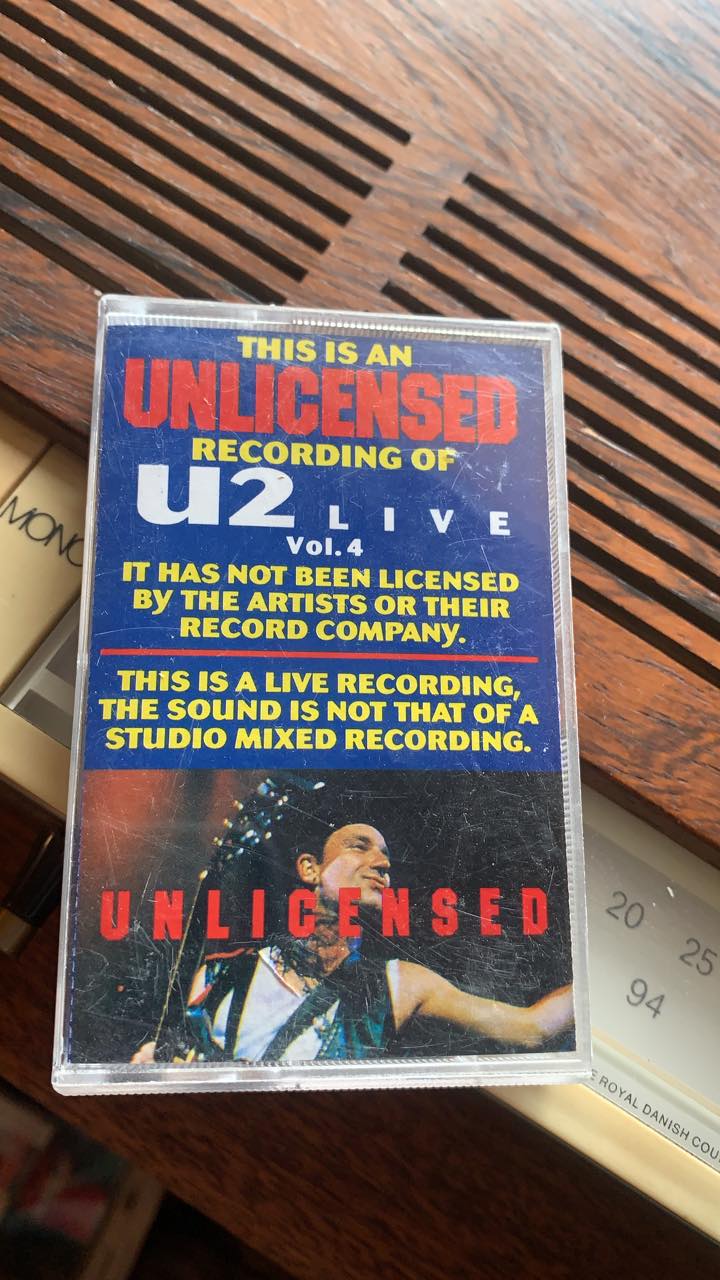 THIS IS AN
UNLICENSED
RECORDING OF
U2 LIVE
Vol.4
IT HAS NOT BEEN LICENSED
By THE ARTISTS OR THEIR
RECORD COMPANy.
THIS IS A LIVE RECORDING,
THE SOUND IS NOT THAT OF A
STUDIO MIXED RECORDING.
UNLICENSED
MONO
20
25
94
ROYAL DANISH